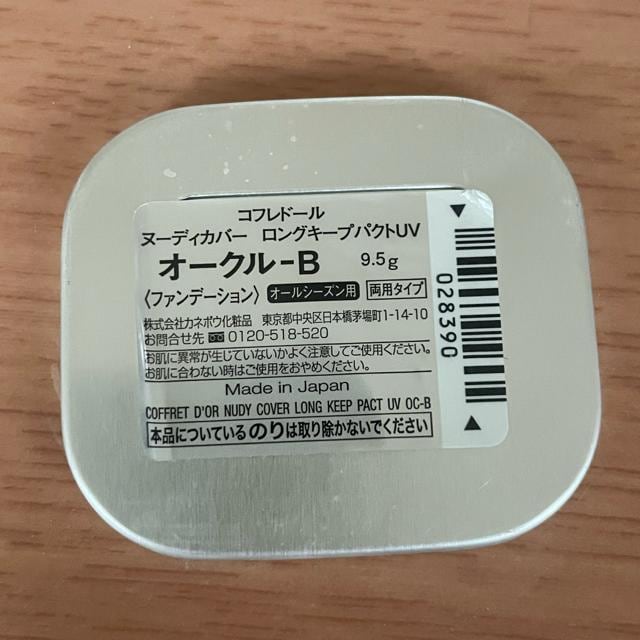 コフレドール
ヌーディカバー ロングキープパクトUV
オークル-B 9.5g
〈ファンデーション〉 オールシーズン用 両用タイプ
株式会社カネボウ化粧品 東京都中央区日本橋茅場町1-14-10
お問合せ先 0120-518-520
お肌に異常が生じていないかよく注意してご使用ください。
お肌に合わない時はご使用をおやめください。
Made in Japan
COFFRET D'OR NUDY COVER LONG KEEP PACT UV OC-B
本品についているのりは取り除かないでください
028390